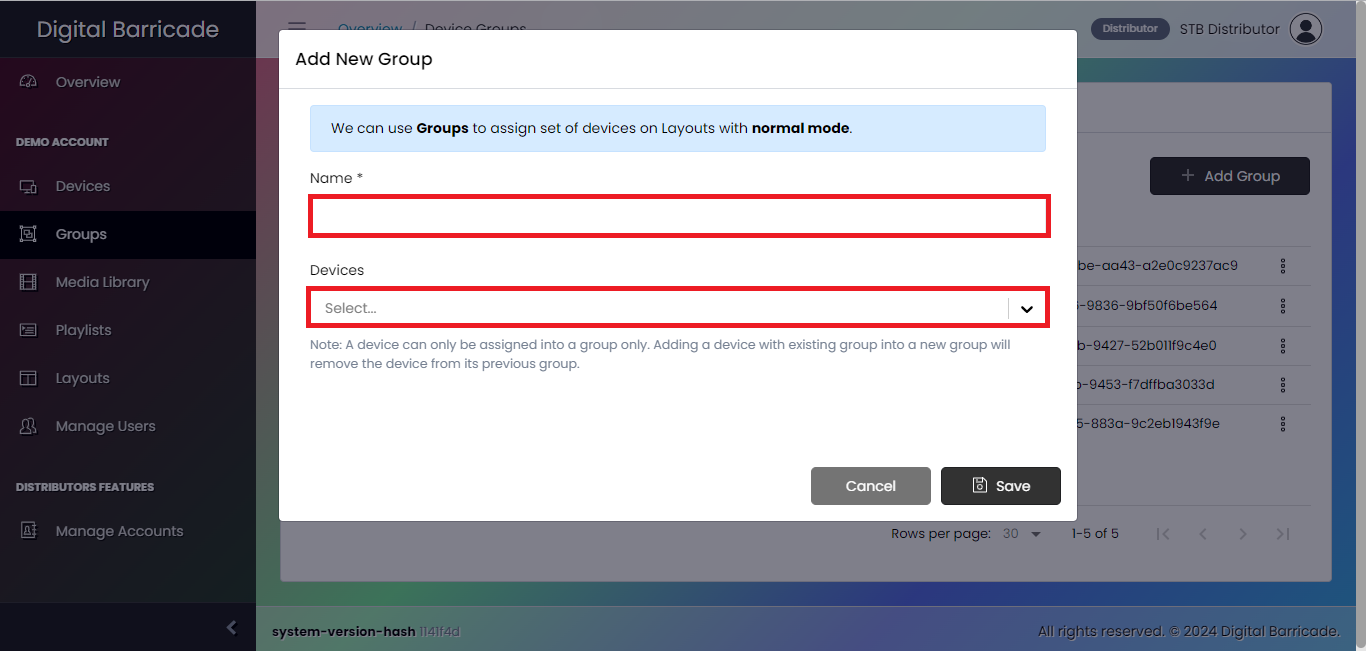 Digital Barricade
Overview / Device Groups
Distributor STB Distributor
Overview
DEMO ACCOUNT
Devices
Groups
Media Library
Playlists
Layouts
Manage Users
DISTRIBUTORS FEATURES
Manage Accounts
Add New Group
We can use Groups to assign set of devices on Layouts with normal mode.
Name *
Devices
Select...
Note: A device can only be assigned into a group only. Adding a device with existing group into a new group will
remove the device from its previous group.
Cancel
Save
+ Add Group
be-aa43-a2e0c9237ac9
-9836-9bf50f6be564
b-9427-52b011f9c4e0
-9453-f7dffba3033d
5-883a-9c2eb1943f9e
Rows per page: 30 1-5 of 5
system-version-hash 1141f4d
All rights reserved. © 2024 Digital Barricade.